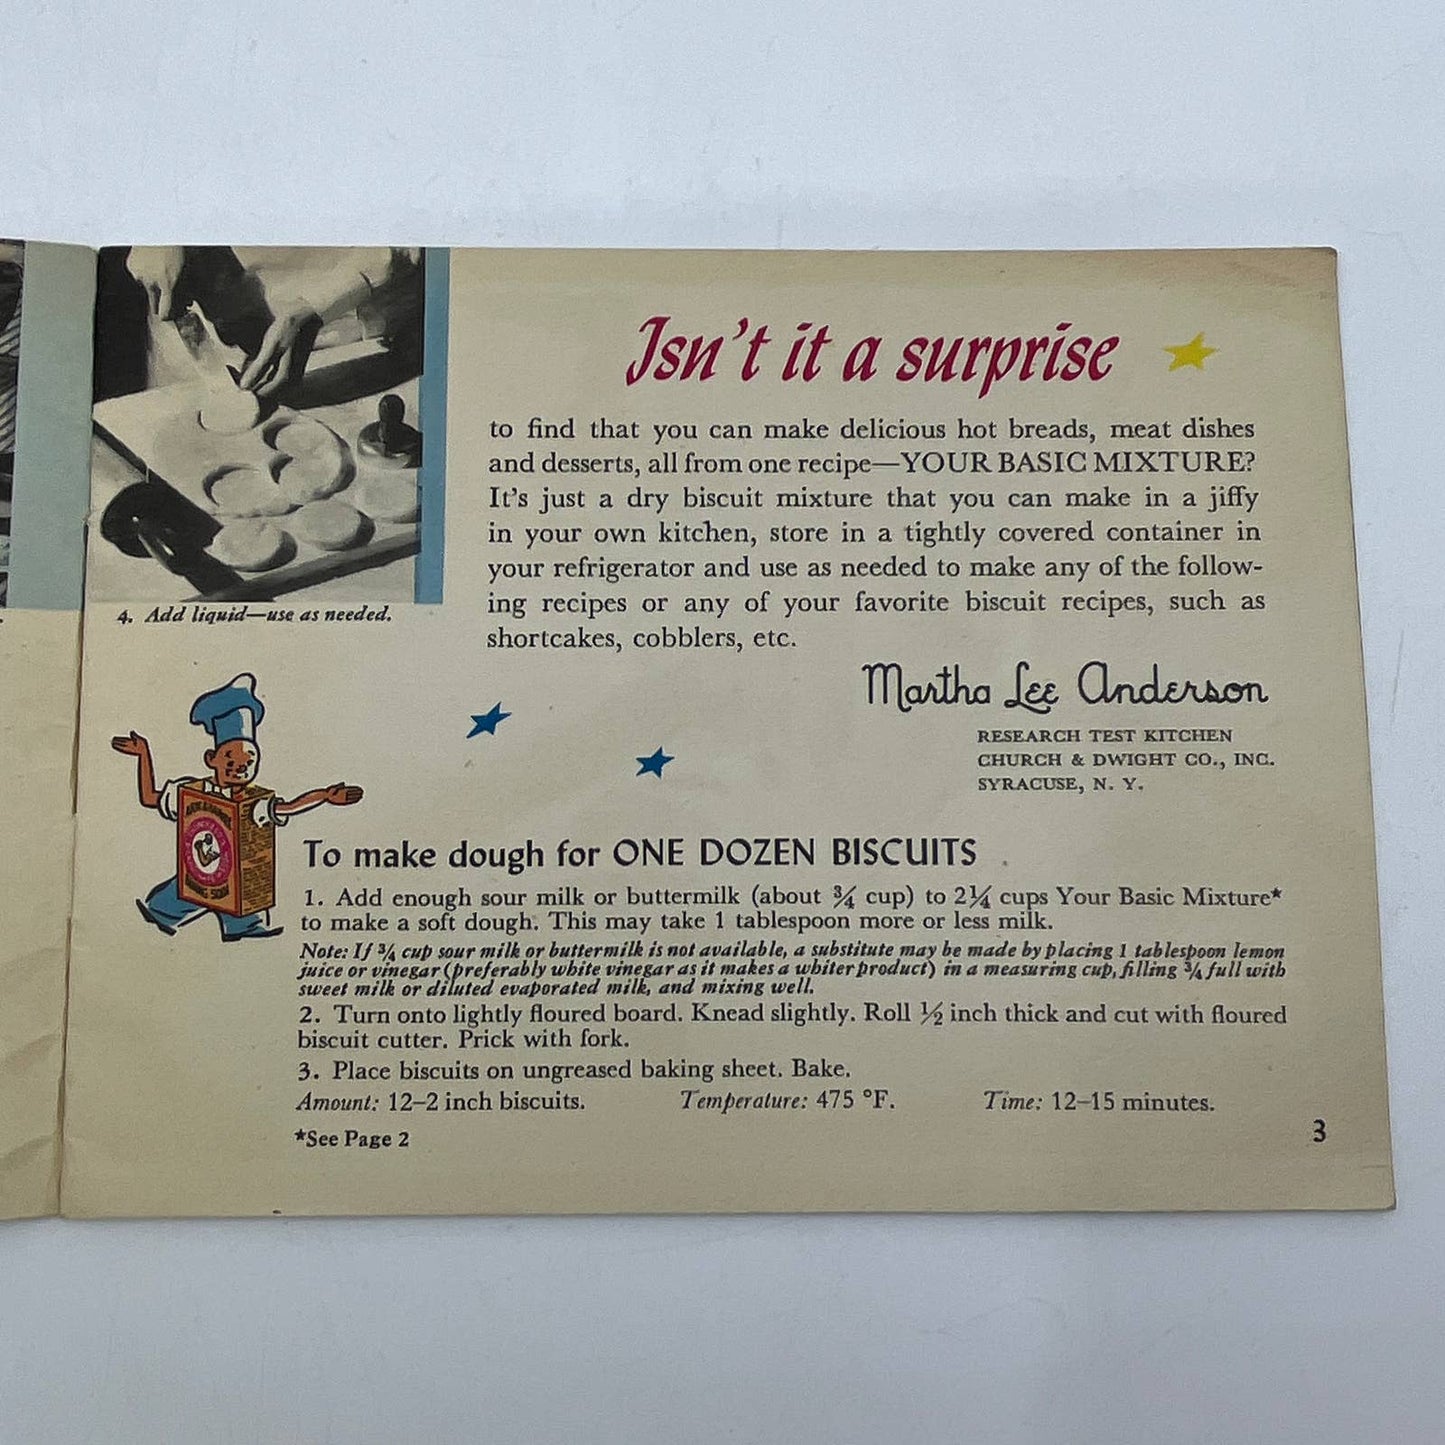 Isn't it a surprise
to find that you can make delicious hot breads, meat dishes
and desserts, all from one recipe—YOUR BASIC MIXTURE?
It's just a dry biscuit mixture that you can make in a jiffy
in your own kitchen, store in a tightly covered container in
your refrigerator and use as needed to make any of the follow-
ing recipes or any of your favorite biscuit recipes, such as
shortcakes, cobblers, etc.
4. Add liquid—use as needed.
Martha Lee Anderson
RESEARCH TEST KITCHEN
CHURCH & DWIGHT CO., INC.
SYRACUSE, N. Y.
ARM & HAMMER
BAKING SODA
To make dough for ONE DOZEN BISCUITS
1. Add enough sour milk or buttermilk (about ¾ cup) to 2¼ cups Your Basic Mixture*
to make a soft dough. This may take 1 tablespoon more or less milk.
Note: If ¾ cup sour milk or buttermilk is not available, a substitute may be made by placing 1 tablespoon lemon
juice or vinegar (preferably white vinegar as it makes a whiter product) in a measuring cup, filling ¾ full with
sweet milk or diluted evaporated milk, and mixing well.
2. Turn onto lightly floured board. Knead slightly. Roll ½ inch thick and cut with floured
biscuit cutter. Prick with fork.
3. Place biscuits on ungreased baking sheet. Bake.
Amount: 12–2 inch biscuits. Temperature: 475 °F. Time: 12–15 minutes.
*See Page 2
3